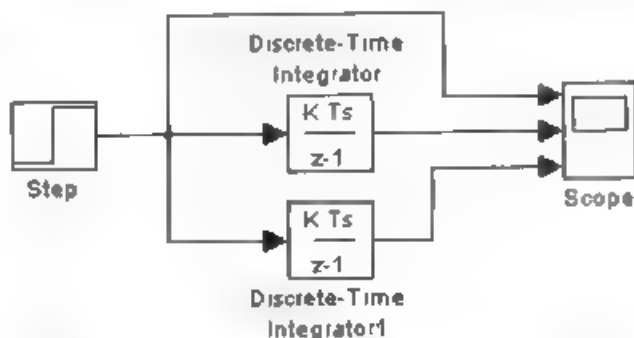 Discrete-Time
Integrator
K Ts
z-1
Step
Scope
K Ts
z-1
Discrete-Time
Integrator1